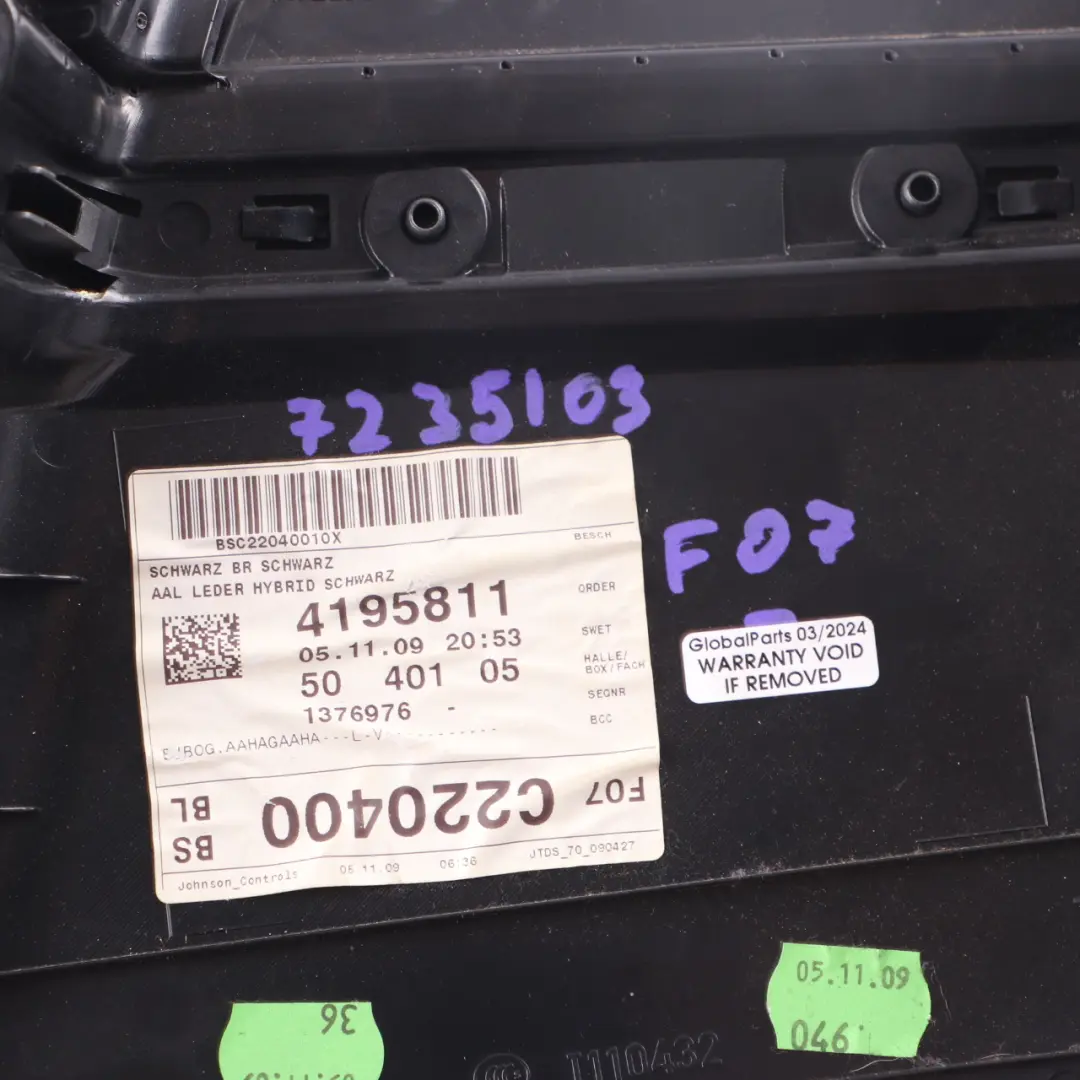 7235103
BSC22040010X
BESCH
SCHWARZ BR SCHWARZ
AAL LEDER HYBRID SCHWARZ
4195811
ORDER
05.11.09 20:53
SWET
50 401 05
HALLE/
BOX/FACH
1376976 -
SEQNR
BCC
F07
C220400
BS
BL
Johnson_Controls 05.11.09 06:36 JTDS_70_090427
F07
GlobalParts 03/2024
WARRANTY VOID
IF REMOVED
05.11.09
046
36
T110432